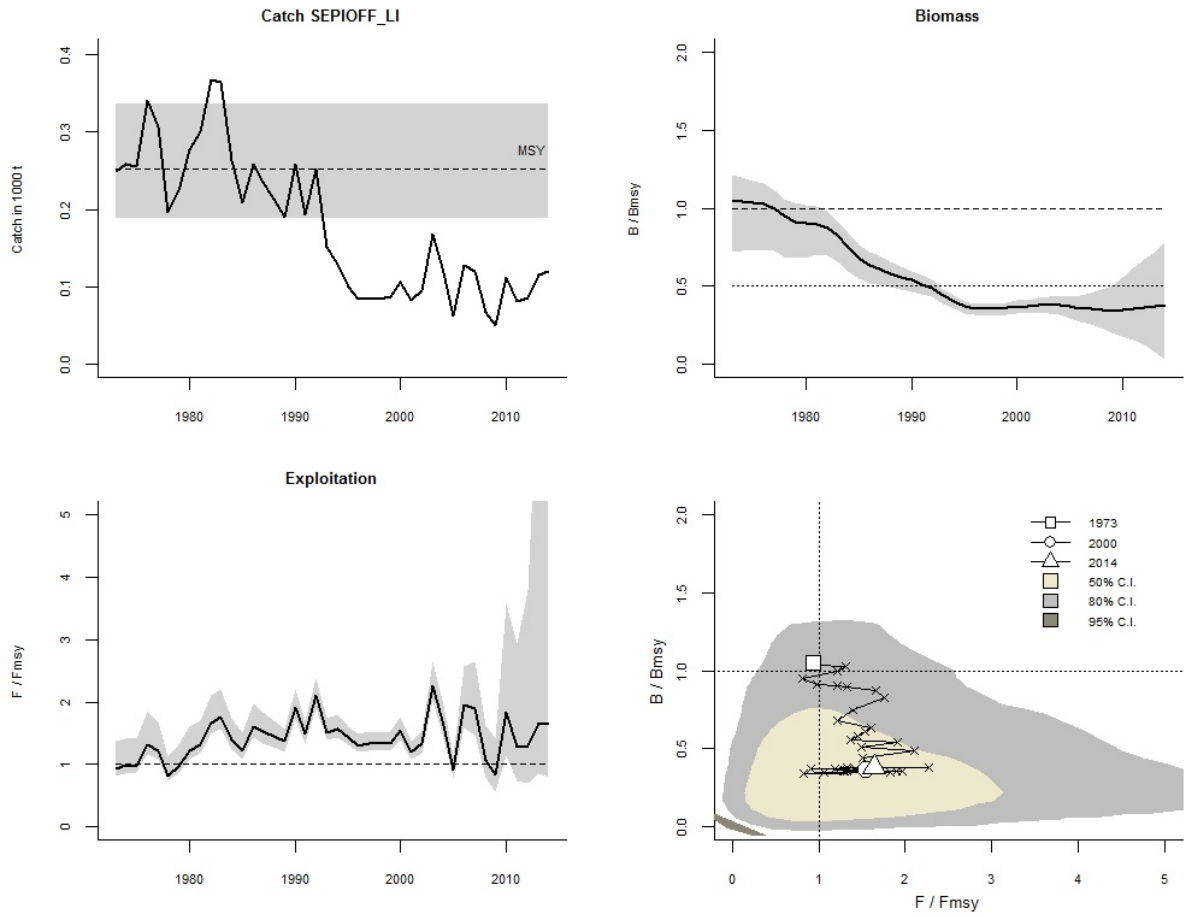 Catch SEPIOFF_LI
Catch in 1000 t
0.4
0.3
0.2
0.1
0.0
MSY
1980 1990 2000 2010
Biomass
B / Bmsy
2.0
1.5
1.0
0.5
0.0
1980 1990 2000 2010
Exploitation
F / Fmsy
5
4
3
2
1
0
1980 1990 2000 2010
B / Bmsy
2.0
1.5
1.0
0.5
0.0
1973
2000
2014
50% C.I.
80% C.I.
95% C.I.
0 1 2 3 4 5
F / Fmsy